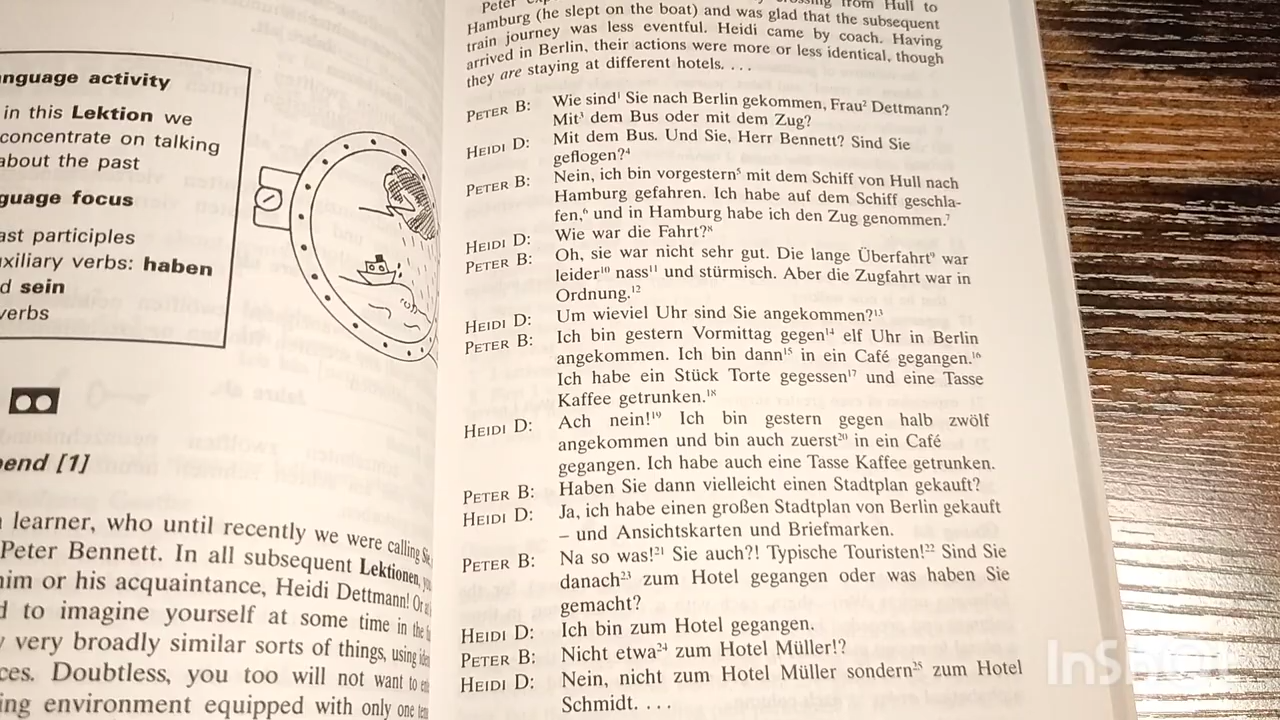 anguage activity
in this Lektion we
concentrate on talking
about the past
guage focus
ast participles
uxiliary verbs: haben
d sein
verbs
end [1]
learner, who until recently we were calling
Peter Bennett. In all subsequent Lektionen,
him or his acquaintance, Heidi Dettmann! Or
d to imagine yourself at some time in the
y very broadly similar sorts of things, using
ces. Doubtless, you too will not want to
ing environment equipped with only one
Peter crossing from Hull to
Hamburg (he slept on the boat) and was glad that the subsequent
train journey was less eventful. Heidi came by coach. Having
arrived in Berlin, their actions were more or less identical, though
they are staying at different hotels. . . .
PETER B: Wie sind¹ Sie nach Berlin gekommen, Frau² Dettmann?
Mit³ dem Bus oder mit dem Zug?
HEIDI D: Mit dem Bus. Und Sie, Herr Bennett? Sind Sie
geflogen?⁴
PETER B: Nein, ich bin vorgestern⁵ mit dem Schiff von Hull nach
Hamburg gefahren. Ich habe auf dem Schiff geschla-
fen,⁶ und in Hamburg habe ich den Zug genommen.⁷
HEIDI D: Wie war die Fahrt?⁸
PETER B: Oh, sie war nicht sehr gut. Die lange Überfahrt⁹ war
leider¹⁰ nass¹¹ und stürmisch. Aber die Zugfahrt war in
Ordnung.¹²
HEIDI D: Um wieviel Uhr sind Sie angekommen?¹³
PETER B: Ich bin gestern Vormittag gegen¹⁴ elf Uhr in Berlin
angekommen. Ich bin dann¹⁵ in ein Café gegangen.¹⁶
Ich habe ein Stück Torte gegessen¹⁷ und eine Tasse
Kaffee getrunken.¹⁸
HEIDI D: Ach nein!¹⁹ Ich bin gestern gegen halb zwölf
angekommen und bin auch zuerst²⁰ in ein Café
gegangen. Ich habe auch eine Tasse Kaffee getrunken.
PETER B: Haben Sie dann vielleicht einen Stadtplan gekauft?
HEIDI D: Ja, ich habe einen großen Stadtplan von Berlin gekauft
– und Ansichtskarten und Briefmarken.
PETER B: Na so was!²¹ Sie auch?! Typische Touristen!²² Sind Sie
danach²³ zum Hotel gegangen oder was haben Sie
gemacht?
HEIDI D: Ich bin zum Hotel gegangen.
PETER B: Nicht etwa²⁴ zum Hotel Müller!?
HEIDI D: Nein, nicht zum Hotel Müller sondern²⁵ zum Hotel
Schmidt. . . .